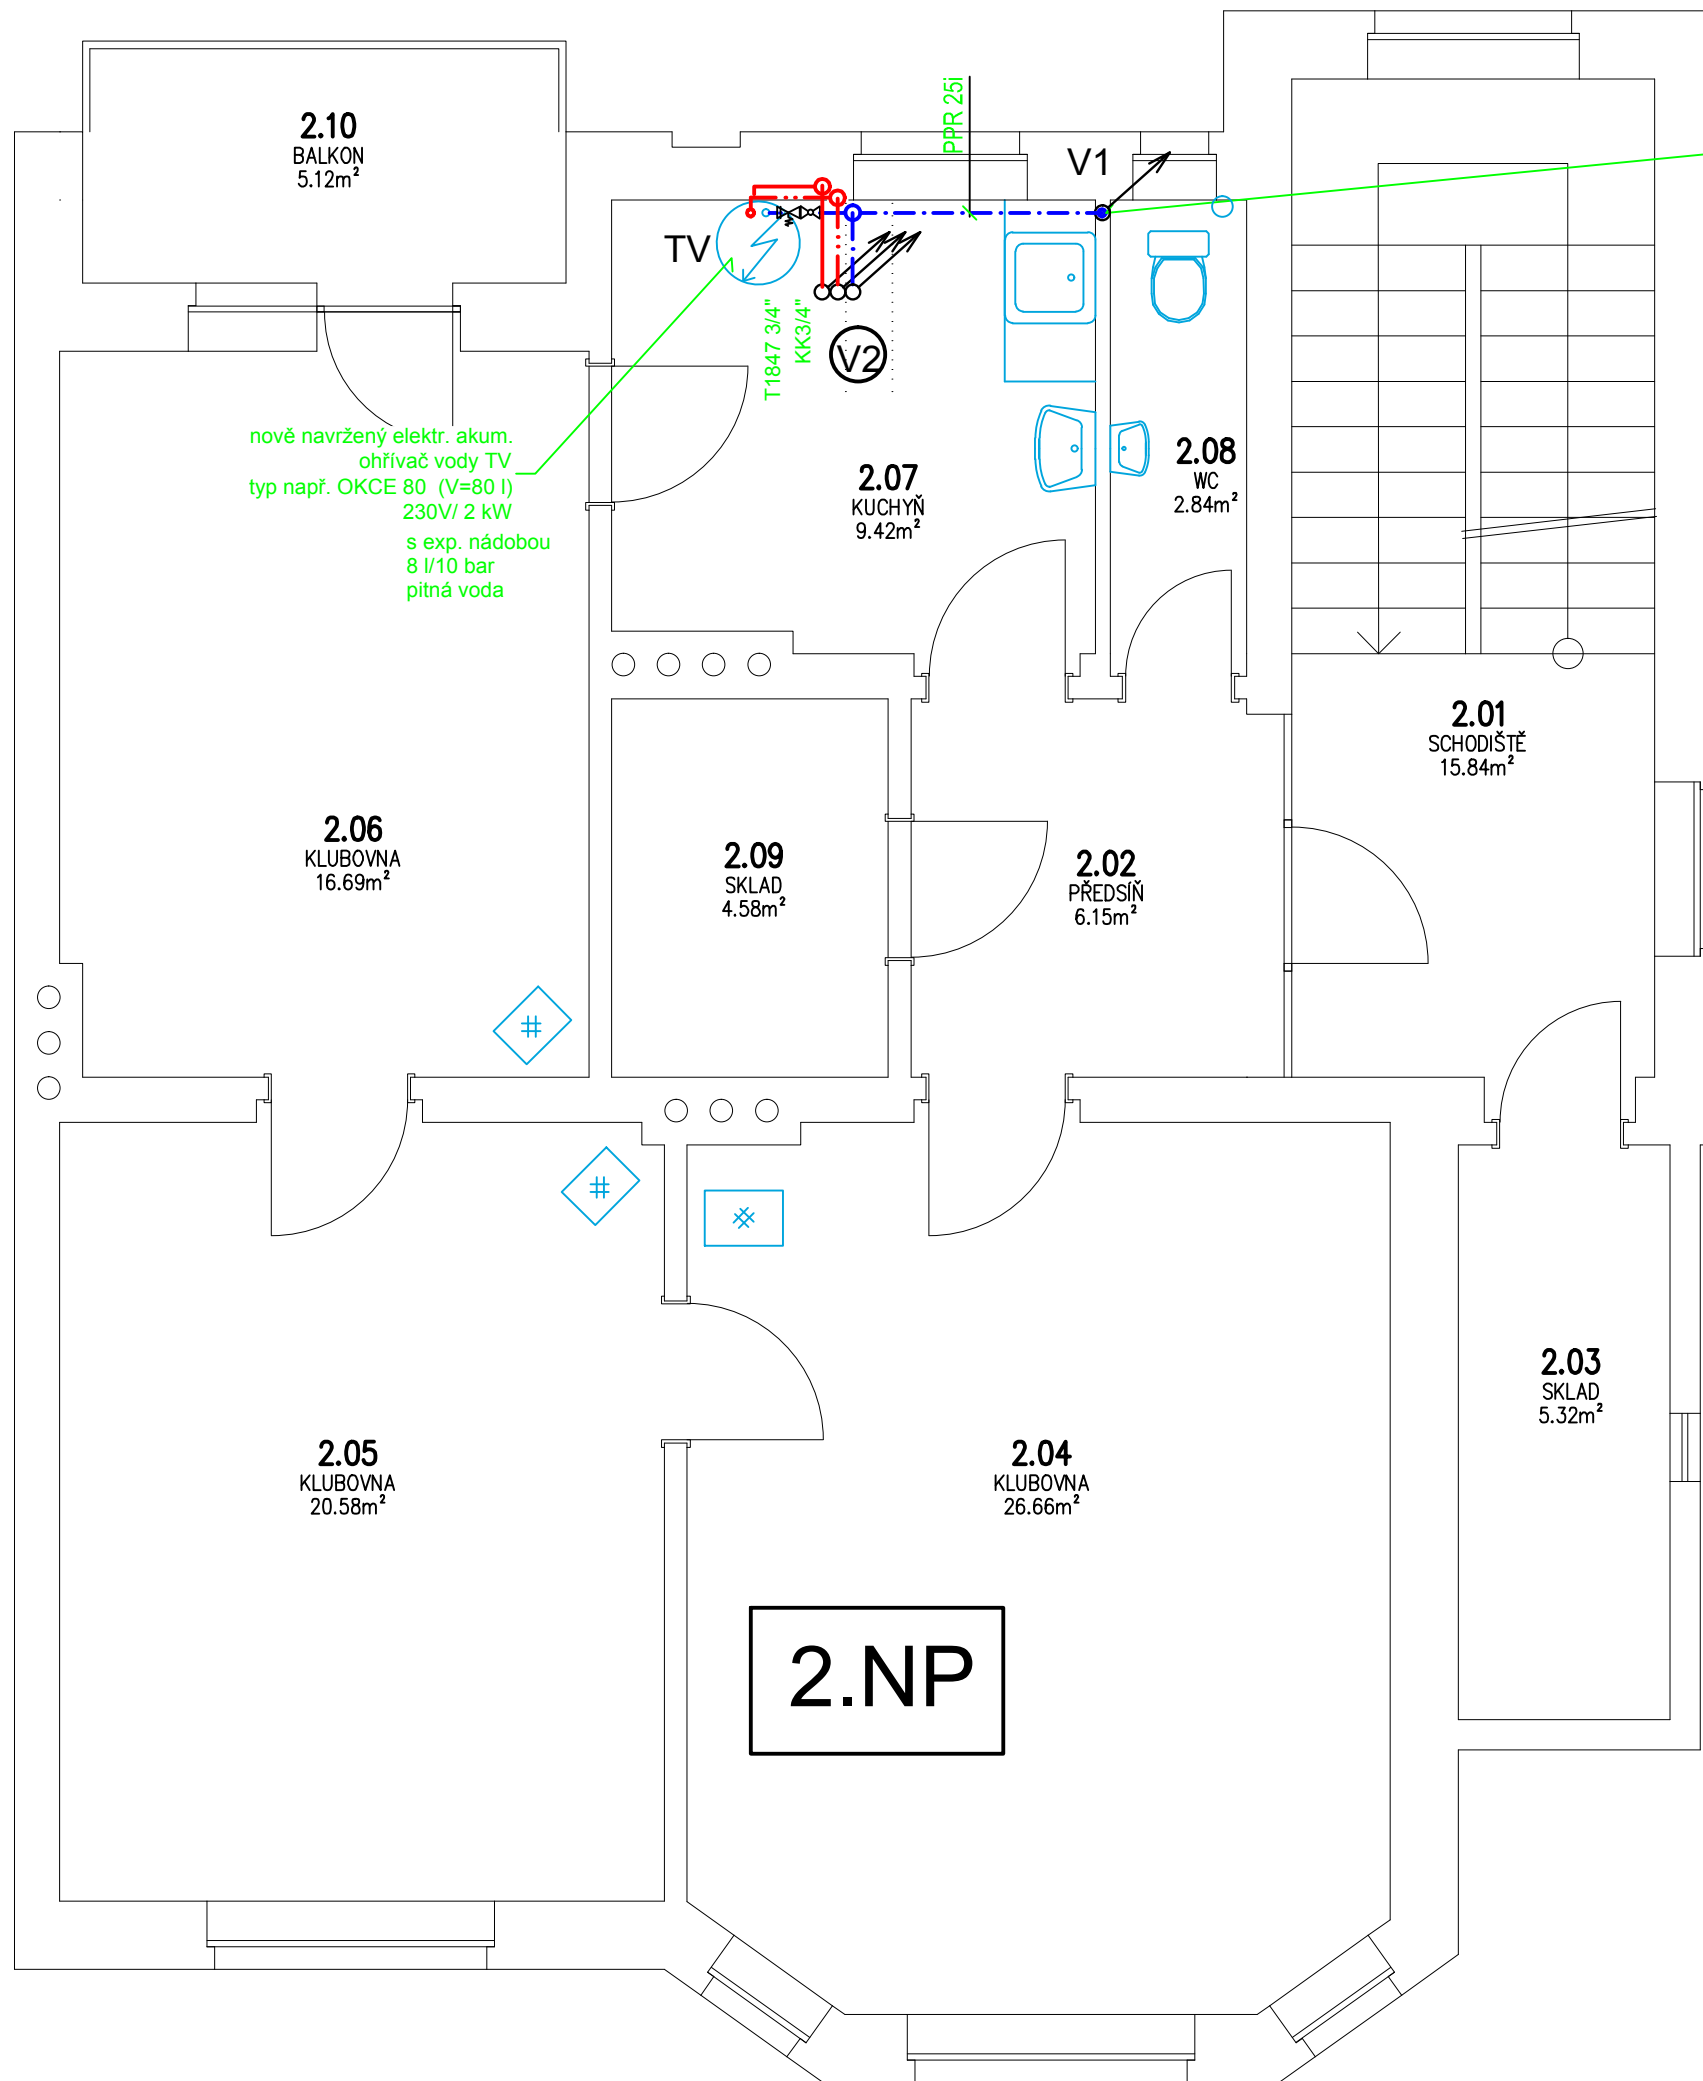 2.10
BALKON
5.12m²
PPR 25i
V1
TV
T1847 3/4"
KK3/4"
V2
nově navržený elektr. akum.
ohřívač vody TV
typ např. OKCE 80 (V=80 l)
230V/ 2 kW
s exp. nádobou
8 l/10 bar
pitná voda
2.07
KUCHYŇ
9.42m²
2.08
WC
2.84m²
2.01
SCHODIŠTĚ
15.84m²
2.06
KLUBOVNA
16.69m²
2.09
SKLAD
4.58m²
2.02
PŘEDSÍŇ
6.15m²
2.03
SKLAD
5.32m²
2.05
KLUBOVNA
20.58m²
2.04
KLUBOVNA
26.66m²
2.NP